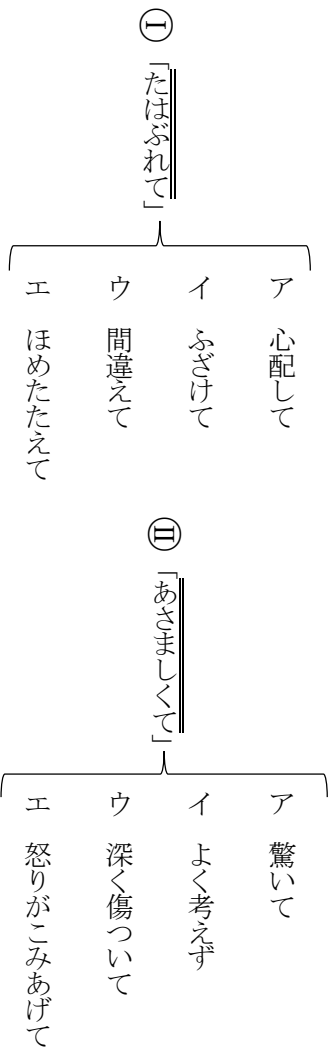 Ⅰ「たはぶれて」
ア　心配して
イ　ふざけて
ウ　間違えて
エ　ほめたたえて
Ⅱ「あさましくて」
ア　驚いて
イ　よく考えず
ウ　深く傷ついて
エ　怒りがこみあげて